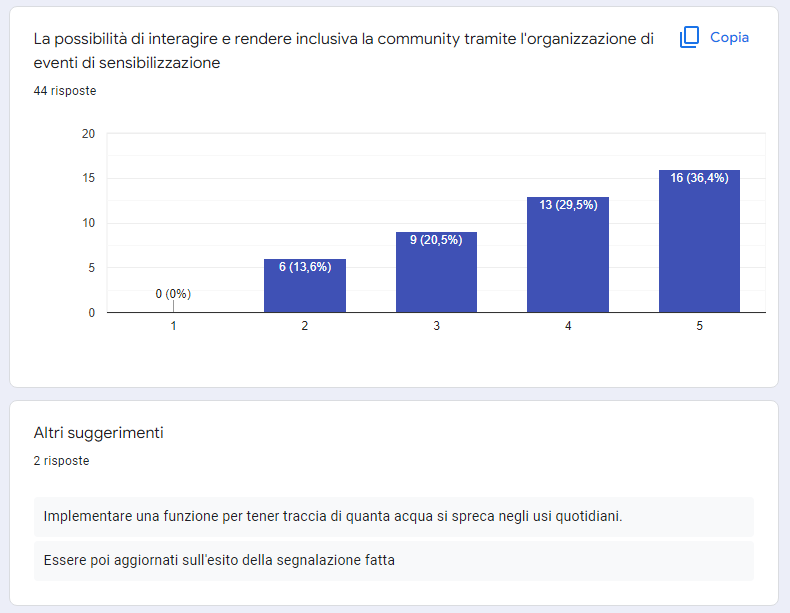 La possibilità di interagire e rendere inclusiva la community tramite l'organizzazione di
eventi di sensibilizzazione
Copia
44 risposte
20
15
10
5
0
0 (0%)
6 (13,6%)
9 (20,5%)
13 (29,5%)
16 (36,4%)
1
2
3
4
5
Altri suggerimenti
2 risposte
Implementare una funzione per tener traccia di quanta acqua si spreca negli usi quotidiani.
Essere poi aggiornati sull'esito della segnalazione fatta